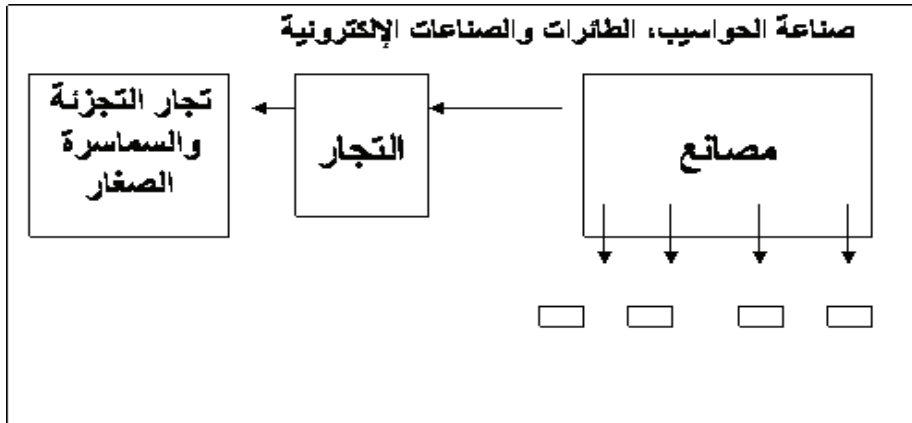 صناعة الحواسيب، الطائرات والصناعات الإلكترونية
مصانع
التجار
تجار التجزئة
والسماسرة
الصغار